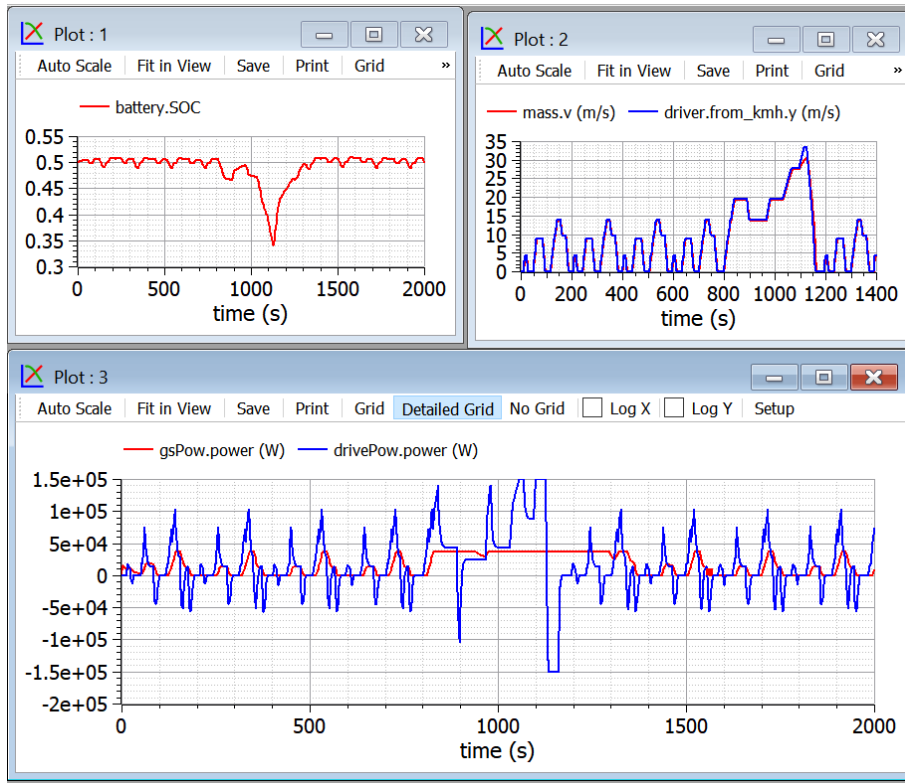 Plot : 1
Auto Scale Fit in View Save Print Grid »
battery.SOC
0.55
0.5
0.45
0.4
0.35
0.3
0 500 1000 1500 2000
time (s)
Plot : 2
Auto Scale Fit in View Save Print Grid »
mass.v (m/s) driver.from_kmh.y (m/s)
35
30
25
20
15
10
5
0
0 200 400 600 800 1000 1200 1400
time (s)
Plot : 3
Auto Scale Fit in View Save Print Grid Detailed Grid No Grid Log X Log Y Setup
gsPow.power (W) drivePow.power (W)
1.5e+05
1e+05
5e+04
0
-5e+04
-1e+05
-1.5e+05
-2e+05
0 500 1000 1500 2000
time (s)